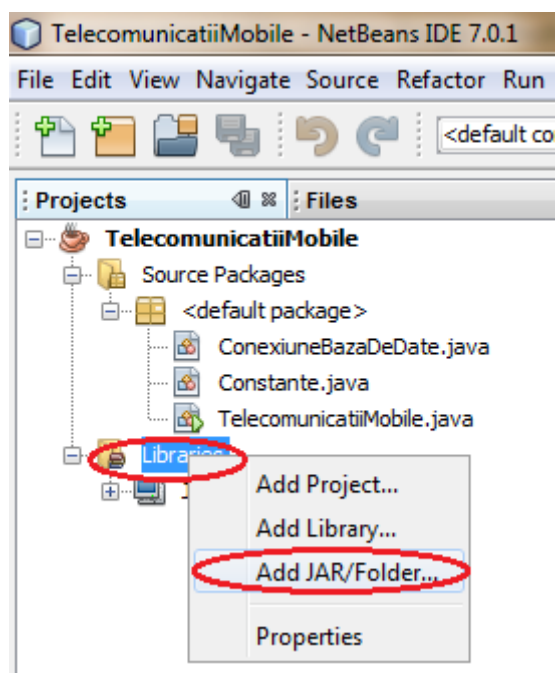 TelecomunicatiiMobile - NetBeans IDE 7.0.1
File Edit View Navigate Source Refactor Run
<default co
Projects Files
TelecomunicatiiMobile
Source Packages
<default package>
ConexiuneBazaDeDate.java
Constante.java
TelecomunicatiiMobile.java
Libraries
Add Project...
Add Library...
Add JAR/Folder...
Properties